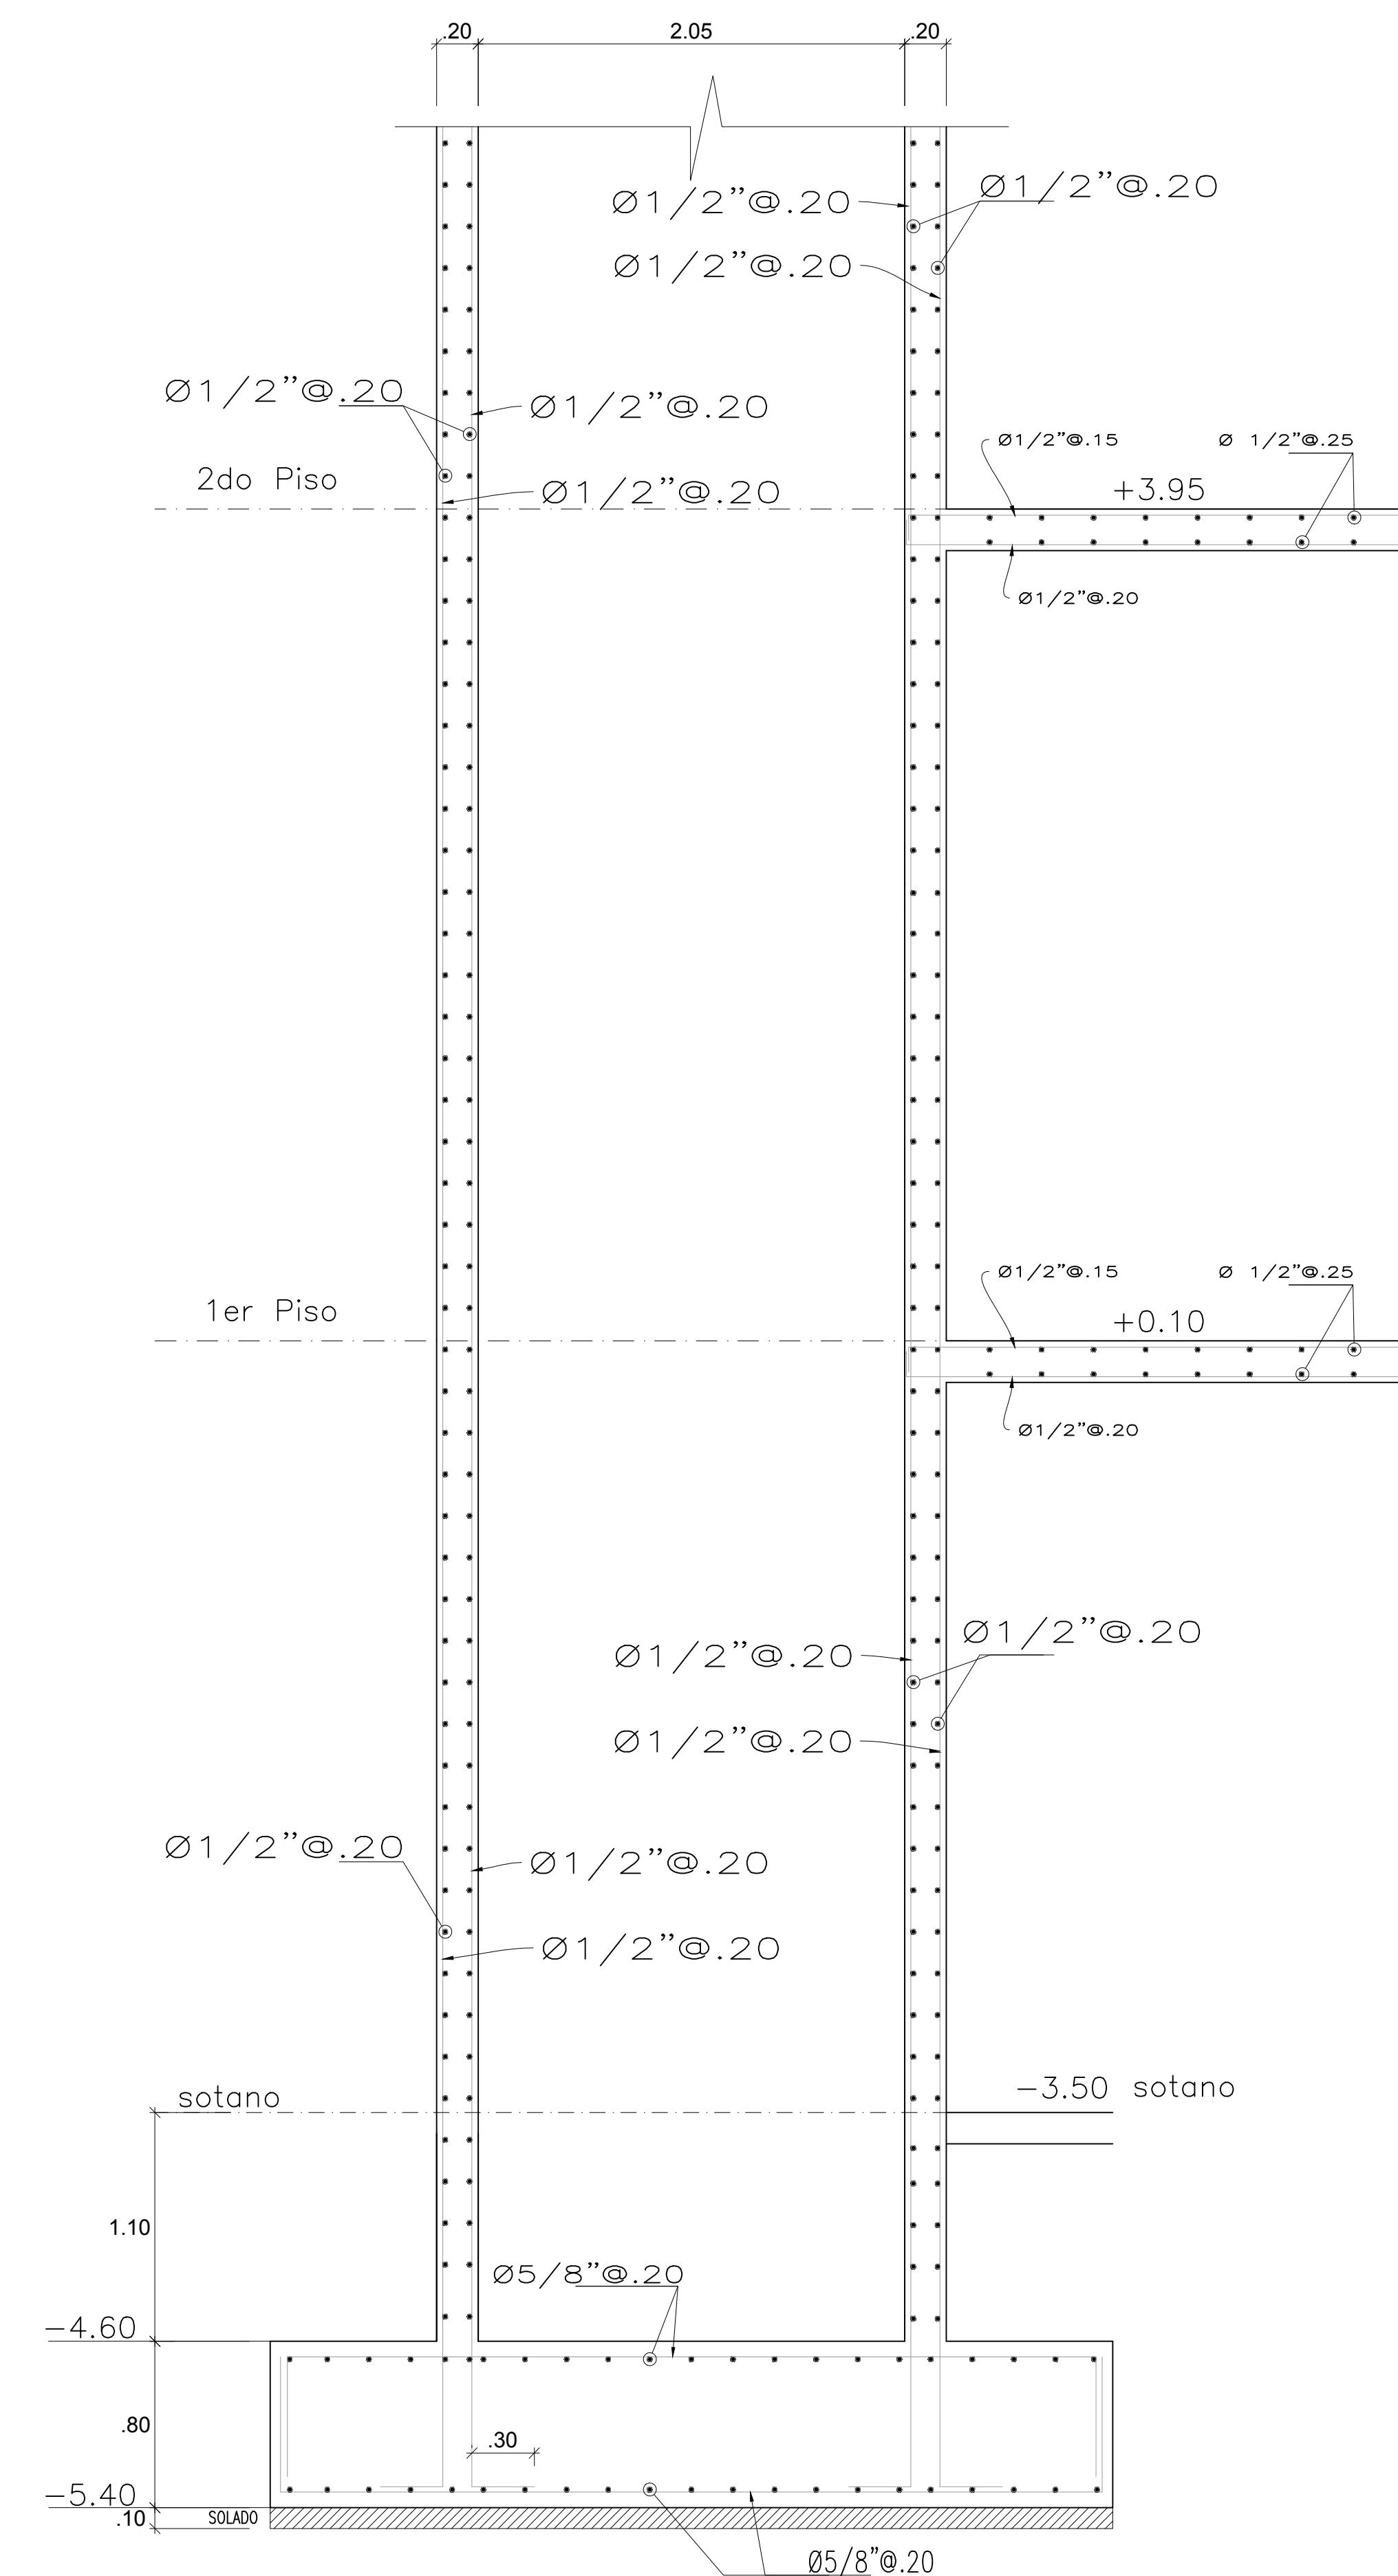 .20 2.05 .20
Ø1/2"@.20 Ø1/2"@.20
Ø1/2"@.20
Ø1/2"@.20 Ø1/2"@.20
Ø1/2"@.15 Ø 1/2"@.25
2do Piso Ø1/2"@.20 +3.95
Ø1/2"@.20
Ø1/2"@.15 Ø 1/2"@.25
1er Piso +0.10
Ø1/2"@.20
Ø1/2"@.20 Ø1/2"@.20
Ø1/2"@.20
Ø1/2"@.20 Ø1/2"@.20
Ø1/2"@.20
sotano -3.50 sotano
1.10
Ø5/8"@.20
-4.60
.80
.30
-5.40
.10 SOLADO
Ø5/8"@.20